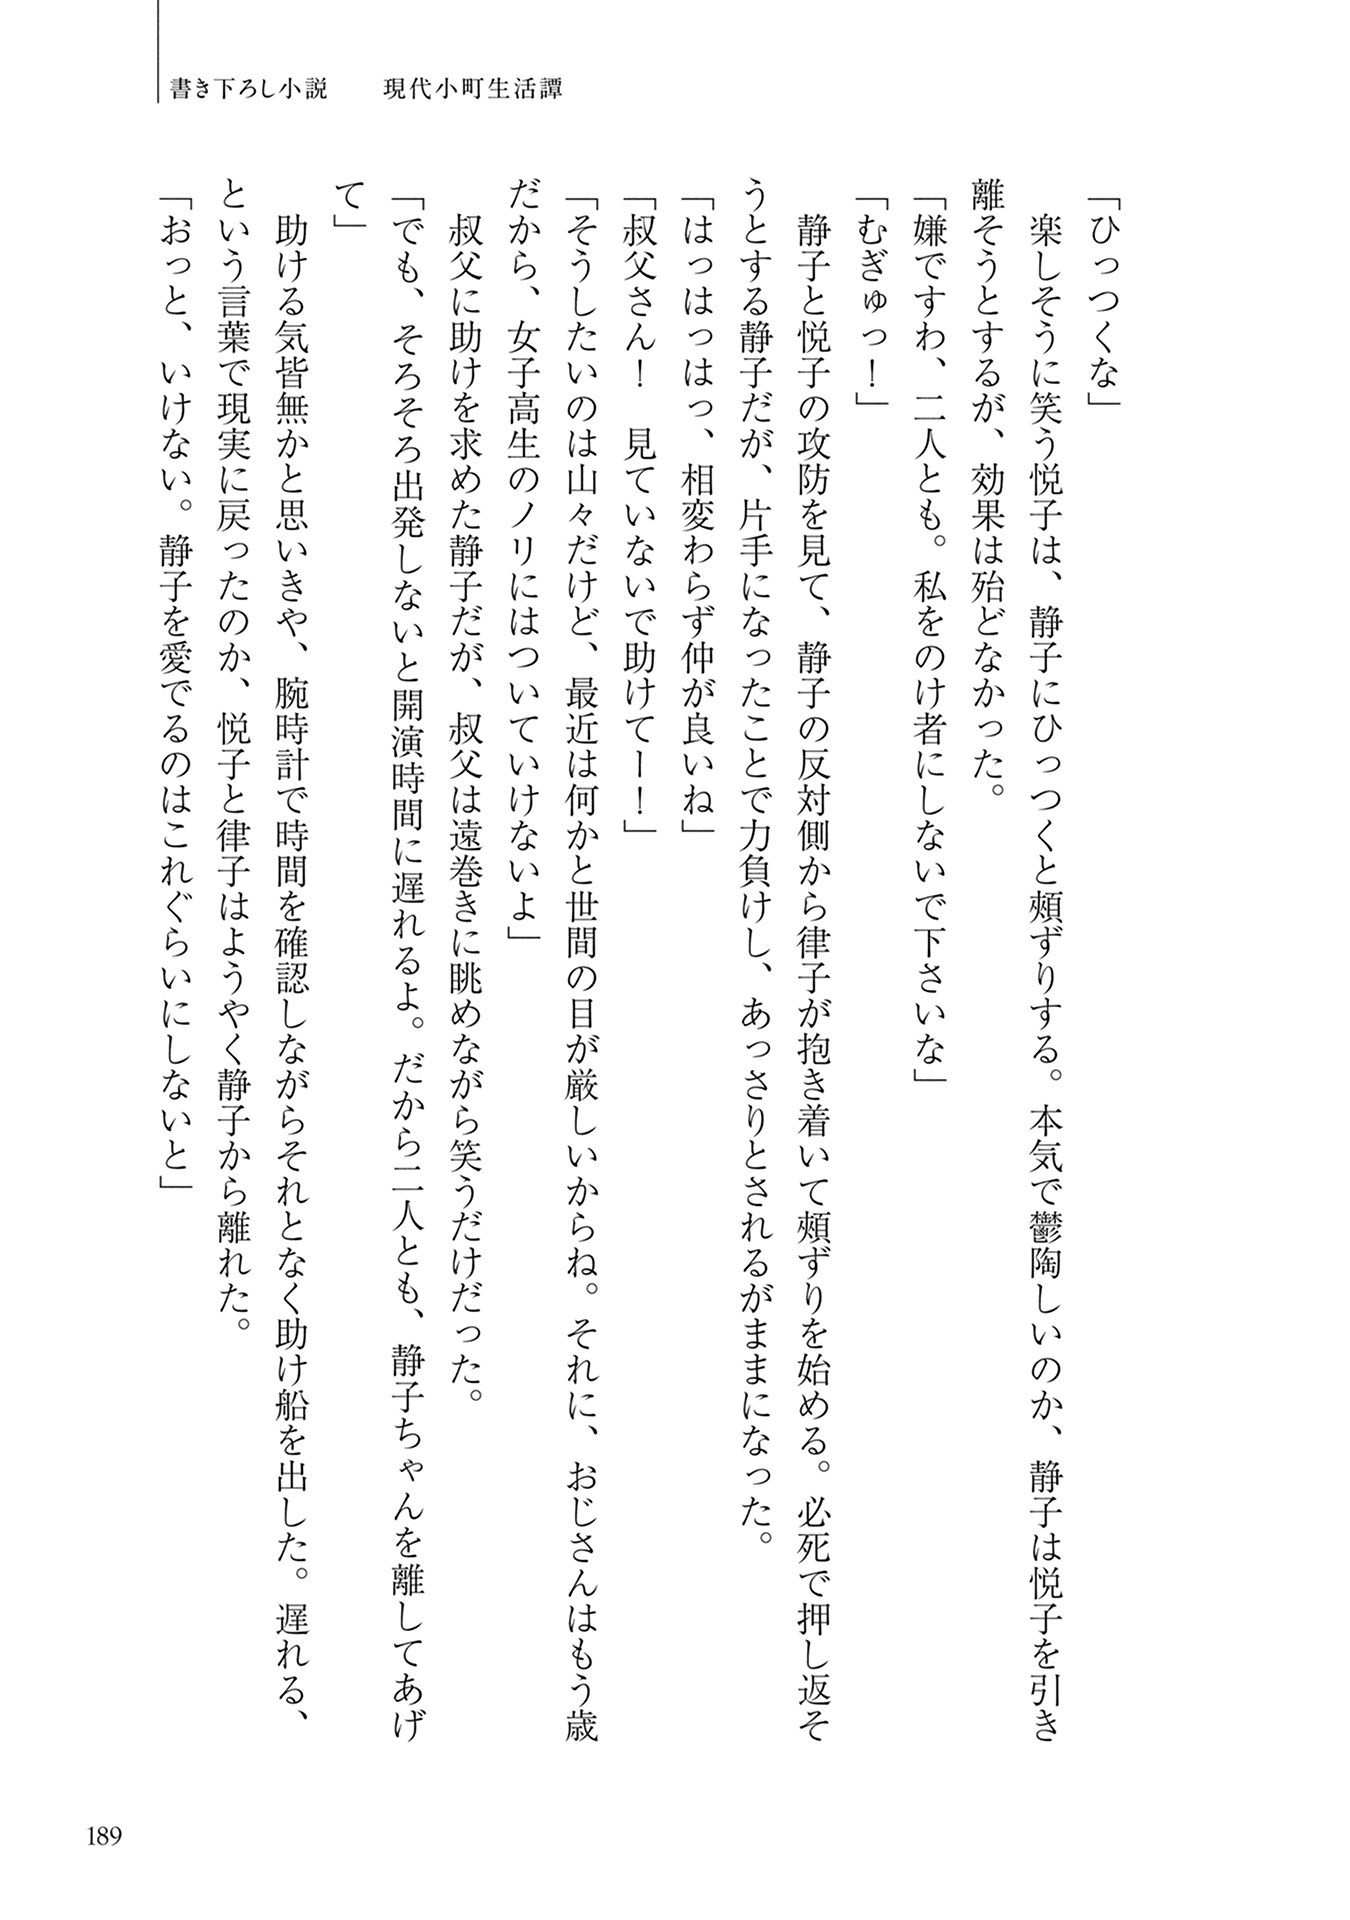 書き下ろし小説　　現代小町生活譚
「ひっつくな」
　楽しそうに笑う悦子は、静子にひっつくと頰ずりする。本気で鬱陶しいのか、静子は悦子を引き
離そうとするが、効果は殆どなかった。
「嫌ですわ、二人とも。私をのけ者にしないで下さいな」
「むぎゅっ！」
　静子と悦子の攻防を見て、静子の反対側から律子が抱き着いて頰ずりを始める。必死で押し返そ
うとする静子だが、片手になったことで力負けし、あっさりとされるがままになった。
「はっはっはっ、相変わらず仲が良いね」
「叔父さん！　見ていないで助けてー！」
「そうしたいのは山々だけど、最近は何かと世間の目が厳しいからね。それに、おじさんはもう歳
だから、女子高生のノリにはついていけないよ」
　叔父に助けを求めた静子だが、叔父は遠巻きに眺めながら笑うだけだった。
「でも、そろそろ出発しないと開演時間に遅れるよ。だから二人とも、静子ちゃんを離してあげ
て」
　助ける気皆無かと思いきや、腕時計で時間を確認しながらそれとなく助け船を出した。遅れる、
という言葉で現実に戻ったのか、悦子と律子はようやく静子から離れた。
「おっと、いけない。静子を愛でるのはこれぐらいにしないと」
189